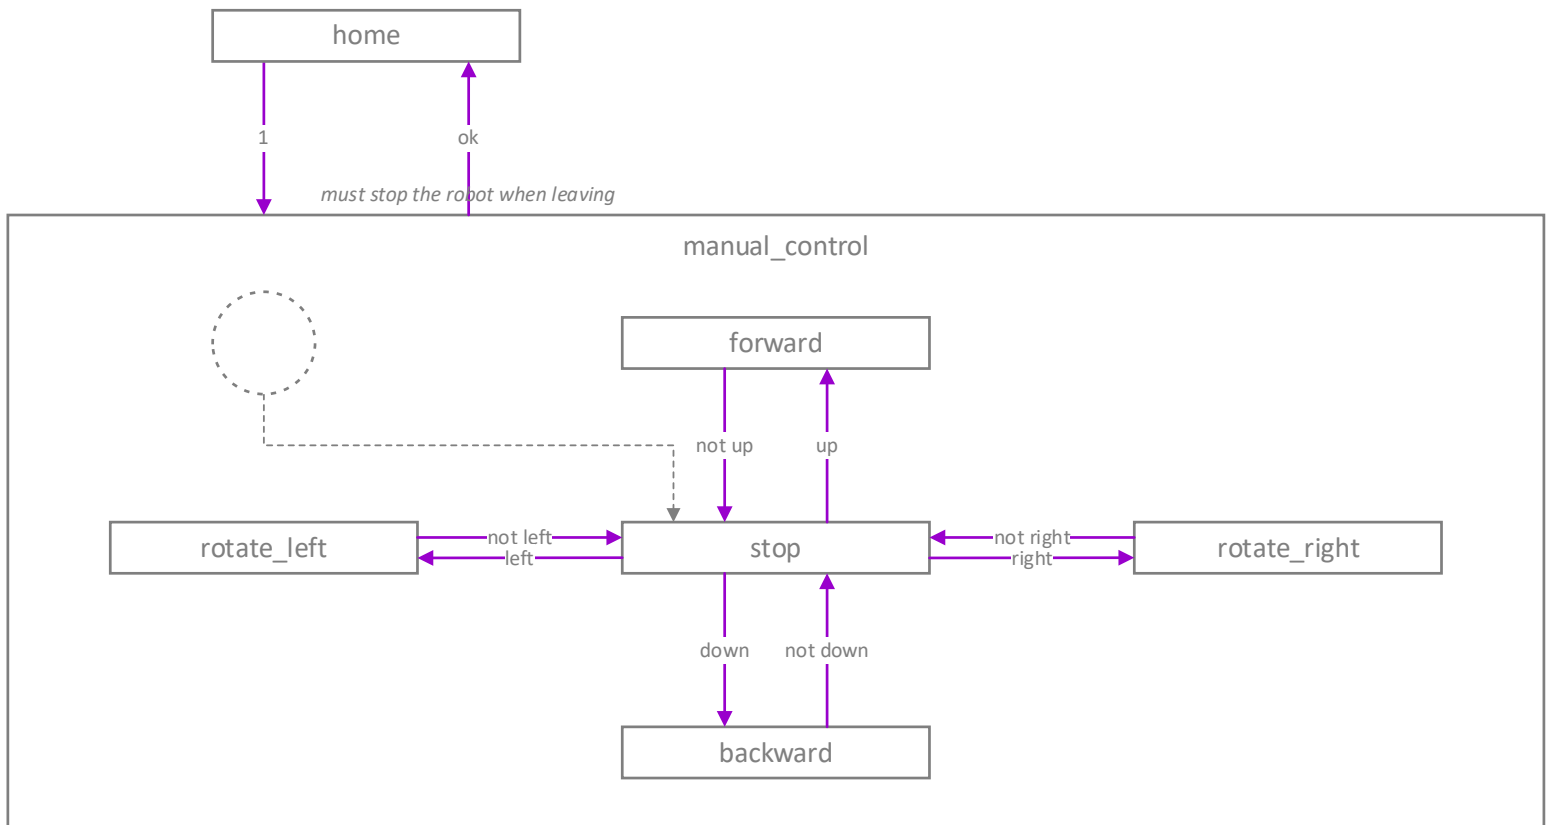 home
1
ok
must stop the robot when leaving
manual_control
forward
not up
up
rotate_left
not left
left
stop
not right
right
rotate_right
down
not down
backward